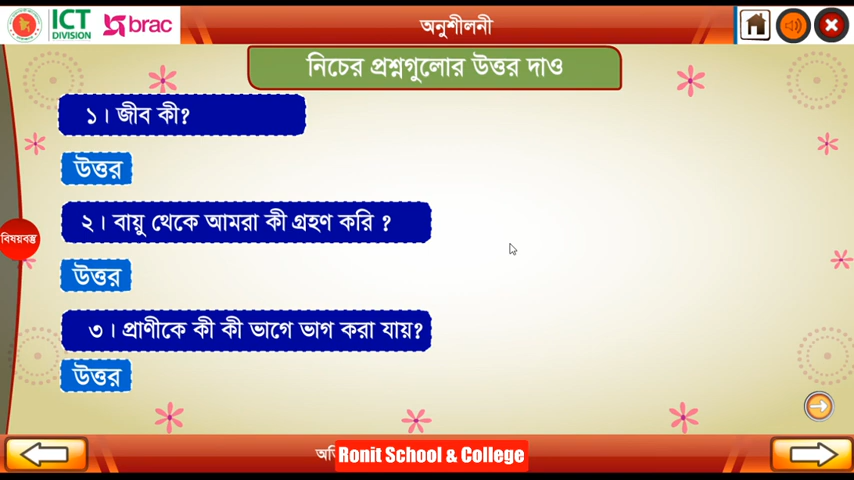 ICT
DIVISION
brac
অনুশীলনী
নিচের প্রশ্নগুলোর উত্তর দাও
১। জীব কী?
উত্তর
২। বায়ু থেকে আমরা কী গ্রহণ করি ?
উত্তর
বিষয়বস্তু
৩। প্রাণীকে কী কী ভাগে ভাগ করা যায়?
উত্তর
Ronit School & College